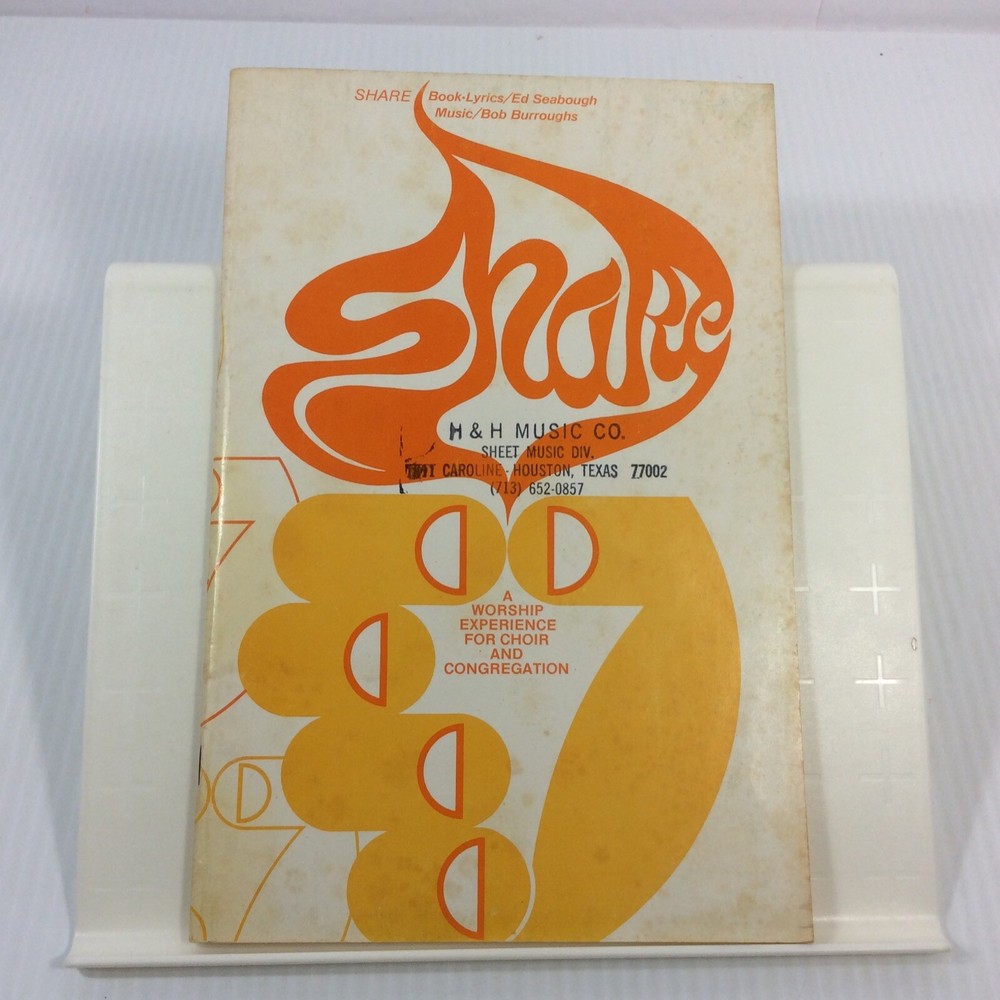 SHARE Book-Lyrics/Ed Seabough
Music/Bob Burroughs
Share
H & H MUSIC CO.
SHEET MUSIC DIV.
CAROLINE - HOUSTON, TEXAS 77002
(713) 652-0857
A
WORSHIP
EXPERIENCE
FOR CHOIR
AND
CONGREGATION